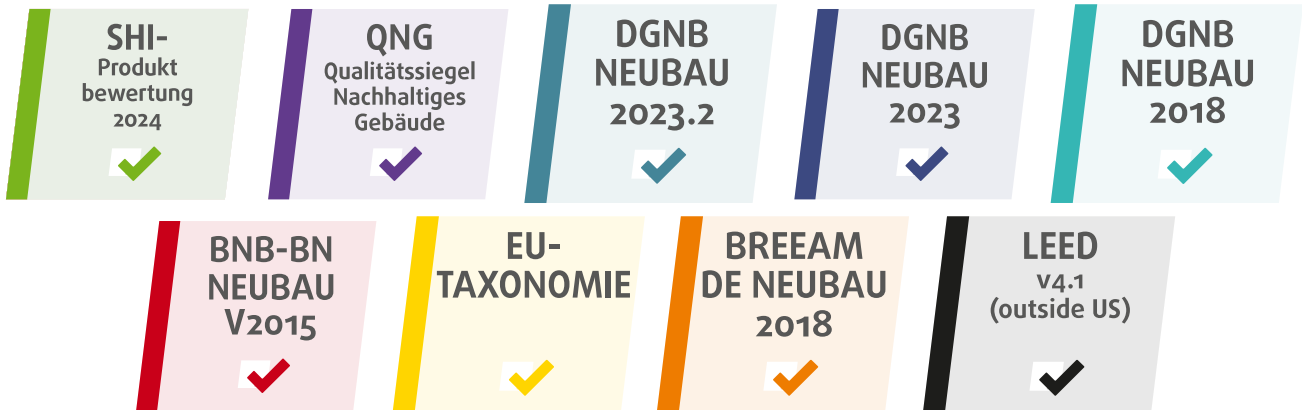 SHI-
Produkt
bewertung
2024
QNG
Qualitätssiegel
Nachhaltiges
Gebäude
DGNB
NEUBAU
2023.2
DGNB
NEUBAU
2023
DGNB
NEUBAU
2018
BNB-BN
NEUBAU
V2015
EU-
TAXONOMIE
BREEAM
DE NEUBAU
2018
LEED
v4.1
(outside US)